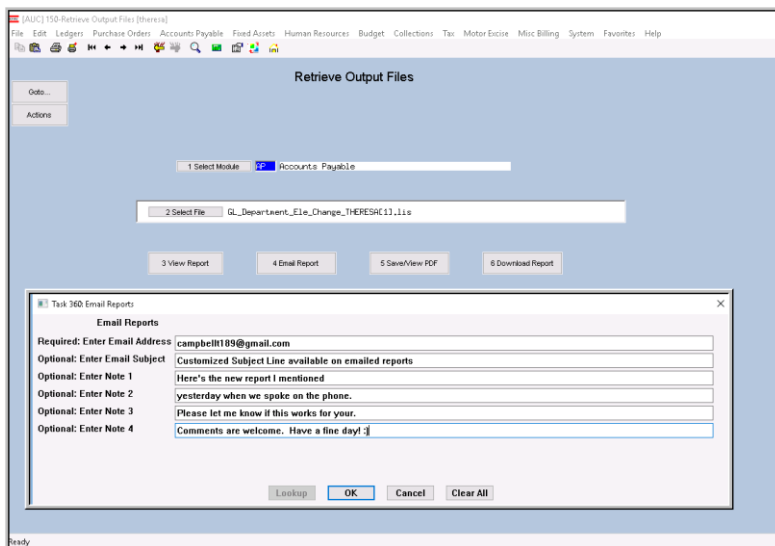 [AUC] 150-Retrieve Output Files [theresa]
File Edit Ledgers Purchase Orders Accounts Payable Fixed Assets Human Resources Budget Collections Tax Motor Excise Misc Billing System Favorites Help
Retrieve Output Files
Goto...
Actions
1 Select Module AP Accounts Payable
2 Select File GL_Department_Ele_Change_THERESA[1].lis
3 View Report 4 Email Report 5 Save/View PDF 6 Download Report
Task 360: Email Reports
Email Reports
Required: Enter Email Address campbellt189@gmail.com
Optional: Enter Email Subject Customized Subject Line available on emailed reports
Optional: Enter Note 1 Here's the new report I mentioned
Optional: Enter Note 2 yesterday when we spoke on the phone.
Optional: Enter Note 3 Please let me know if this works for your.
Optional: Enter Note 4 Comments are welcome. Have a fine day! :)
Lookup OK Cancel Clear All
Ready